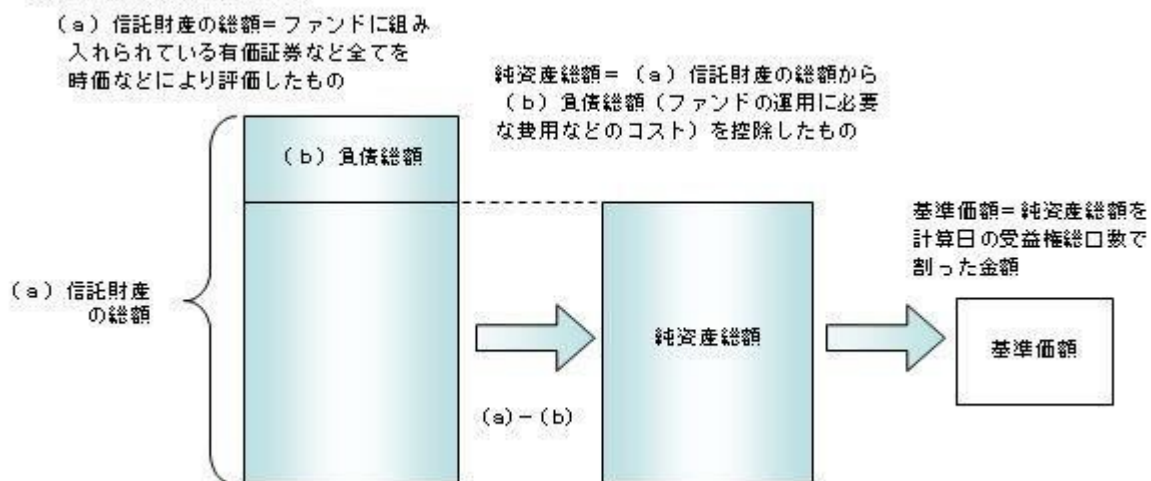 （a）信託財産の総額＝ファンドに組み
入れられている有価証券など全てを
時価などにより評価したもの
純資産総額＝（a）信託財産の総額から
（b）負債総額（ファンドの運用に必要
な費用などのコスト）を控除したもの
（b）負債総額
基準価額＝純資産総額を
計算日の受益権総口数で
割った金額
（a）信託財産
の総額
純資産総額
基準価額
(a)－(b)